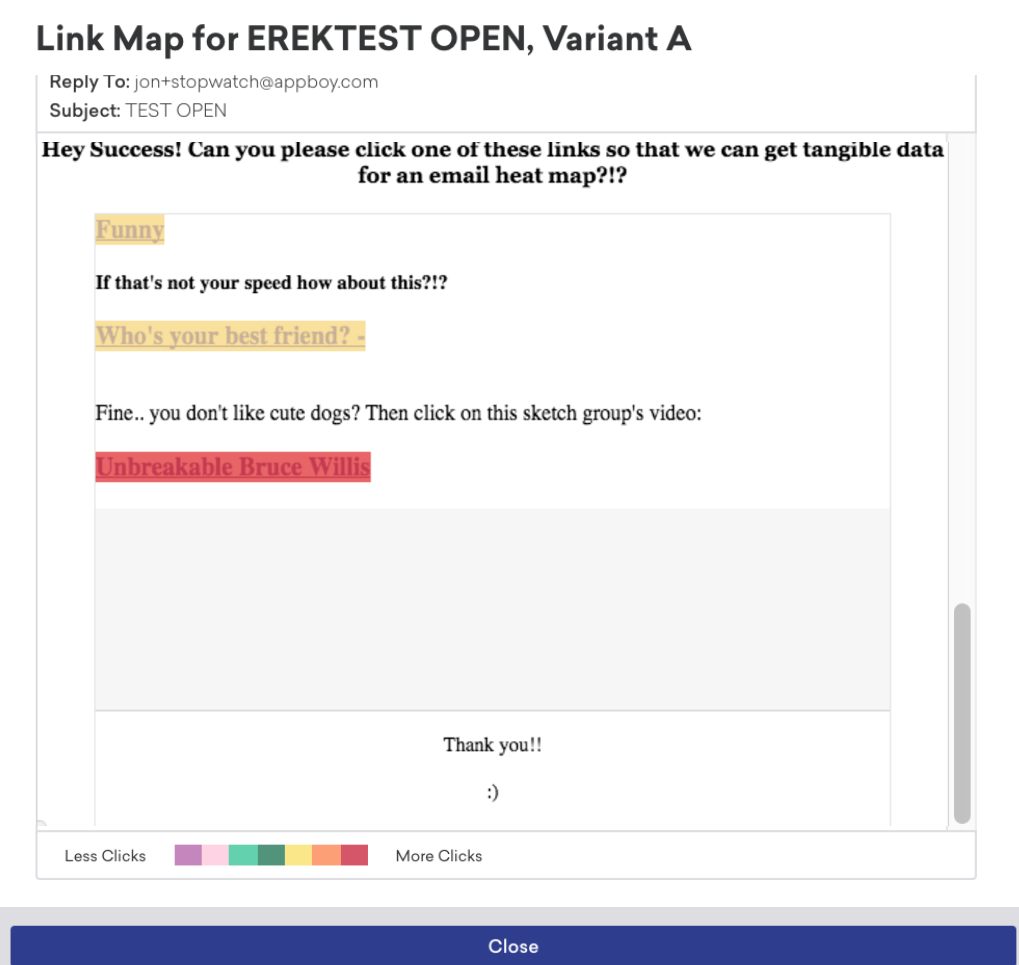 Link Map for EREKTEST OPEN, Variant A
Reply To: jon+stopwatch@appboy.com
Subject: TEST OPEN
Hey Success! Can you please click one of these links so that we can get tangible data
for an email heat map?!?
Funny
If that's not your speed how about this?!?
Who's your best friend? -
Fine.. you don't like cute dogs? Then click on this sketch group's video:
Unbreakable Bruce Willis
Thank you!!
:)
Less Clicks More Clicks
Close